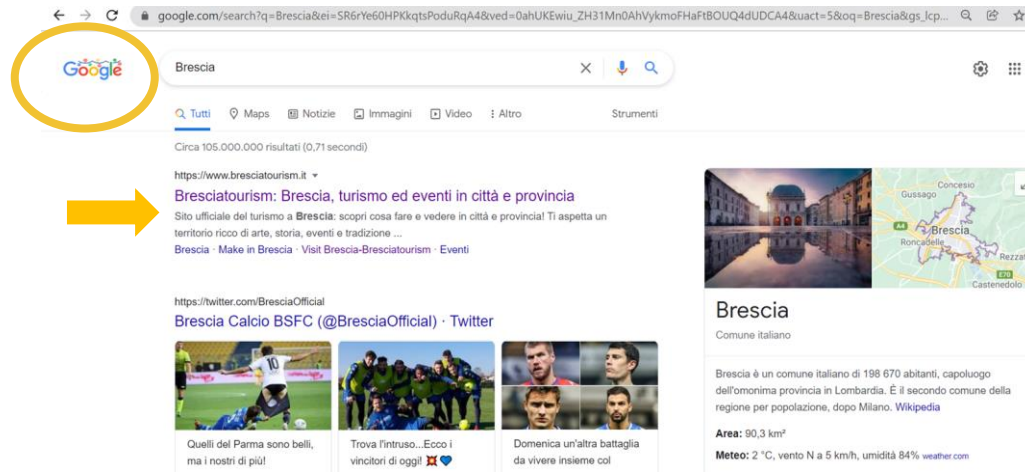 google.com/search?q=Brescia&ei=SR6rYe60HPKkqtsPoduRqA4&ved=0ahUKEwiu_ZH31Mn0AhVykmoFHaFtBOUQ4dUDCA4&uact=5&oq=Brescia&gs_lcp...
Google
Brescia
Tutti Maps Notizie Immagini Video Altro Strumenti
Circa 105.000.000 risultati (0,71 secondi)
https://www.bresciatourism.it
Bresciatourism: Brescia, turismo ed eventi in città e provincia
Sito ufficiale del turismo a Brescia: scopri cosa fare e vedere in città e provincia! Ti aspetta un
territorio ricco di arte, storia, eventi e tradizione ...
Brescia · Make in Brescia · Visit Brescia-Bresciatourism · Eventi
https://twitter.com/BresciaOfficial
Brescia Calcio BSFC (@BresciaOfficial) · Twitter
10
Quelli del Parma sono belli,
ma i nostri di più!
Trova l'intruso...Ecco i
vincitori di oggi! 💥💙
Domenica un'altra battaglia
da vivere insieme col
Concesio
Gussago
A4
Brescia
Roncadelle
Rezzat
E70
Castenedolo
Brescia
Comune italiano
Brescia è un comune italiano di 198 670 abitanti, capoluogo
dell'omonima provincia in Lombardia. È il secondo comune della
regione per popolazione, dopo Milano. Wikipedia
Area: 90,3 km²
Meteo: 2 °C, vento N a 5 km/h, umidità 84% weather.com